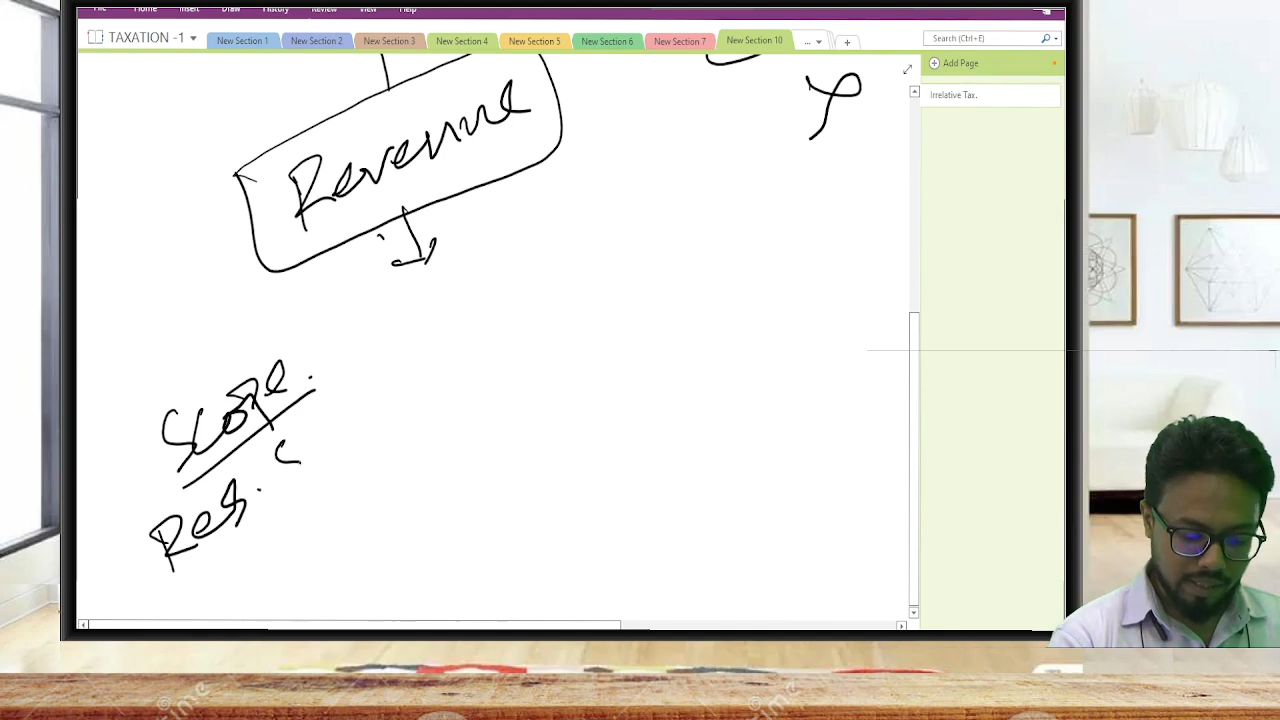 File Home Insert Draw History Review View Help
TAXATION -1 New Section 1 New Section 2 New Section 3 New Section 4 New Section 5 New Section 6 New Section 7 New Section 10 ... Search (Ctrl+E)
Add Page
Irrelative Tax.
Revenue
Scope.
Res.